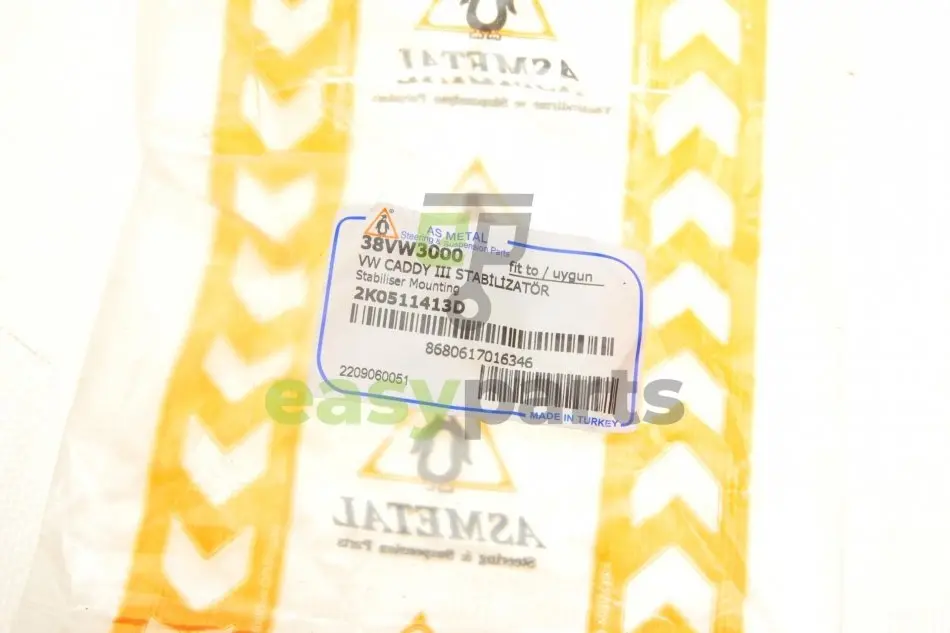 ASMETAL
AS METAL
Steering & Suspension Parts
38VW3000
fit to / uygun
VW CADDY III STABİLİZATÖR
Stabiliser Mounting
2K0511413D
8680617016346
2209060051
MADE IN TURKEY
easyparts
ASMETAL
Steering & Suspension Parts